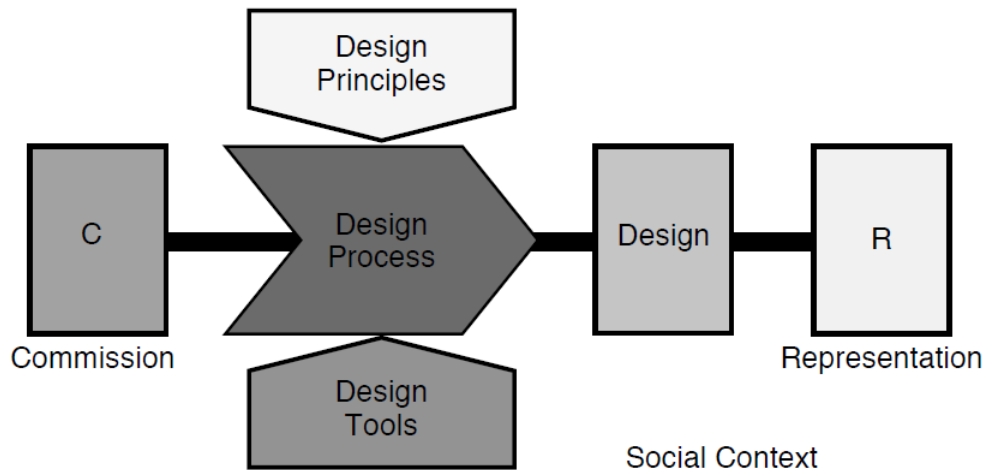 Design
Principles
C
Design
Process
Design
R
Commission
Representation
Design
Tools
Social Context